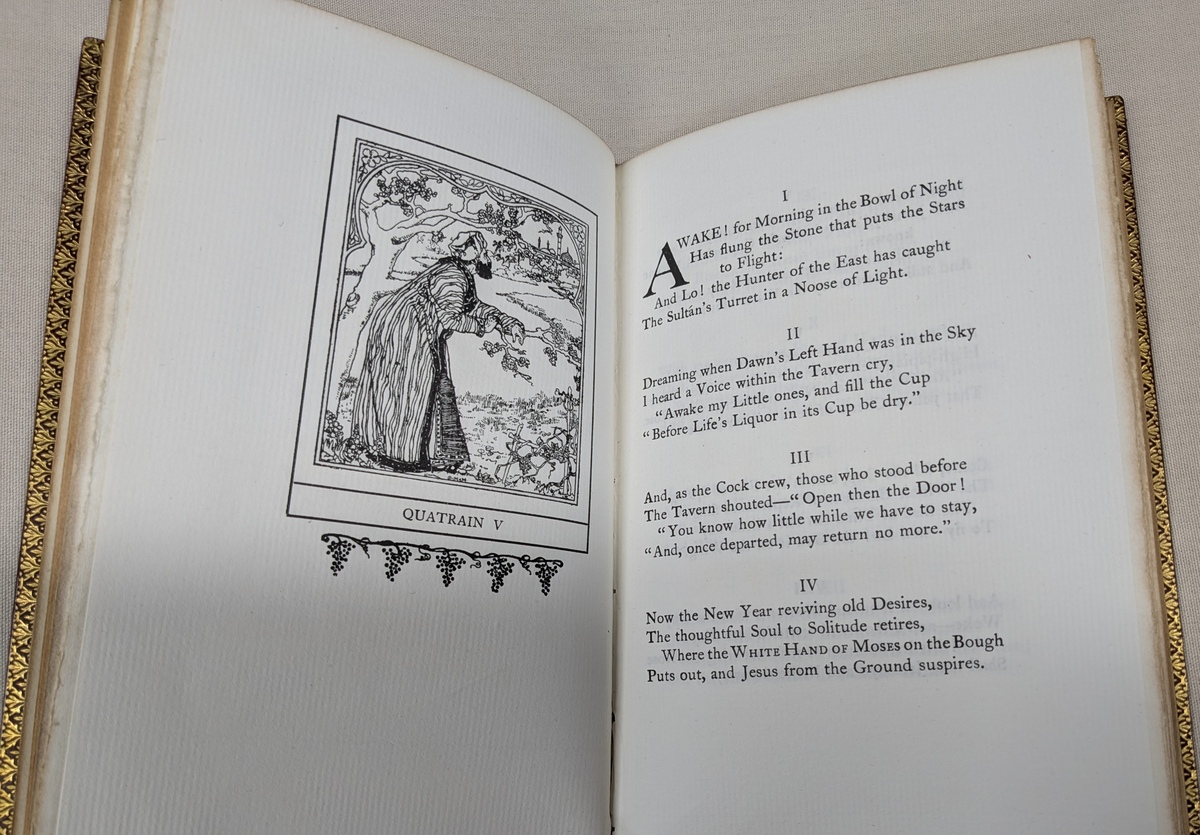 QUATRAIN V
I
AWAKE! for Morning in the Bowl of Night
Has flung the Stone that puts the Stars
to Flight:
And Lo! the Hunter of the East has caught
The Sultán's Turret in a Noose of Light.
II
Dreaming when Dawn's Left Hand was in the Sky
I heard a Voice within the Tavern cry,
“Awake my Little ones, and fill the Cup
“Before Life's Liquor in its Cup be dry.”
III
And, as the Cock crew, those who stood before
The Tavern shouted—“Open then the Door!
“You know how little while we have to stay,
“And, once departed, may return no more.”
IV
Now the New Year reviving old Desires,
The thoughtful Soul to Solitude retires,
Where the WHITE HAND OF MOSES on the Bough
Puts out, and Jesus from the Ground suspires.